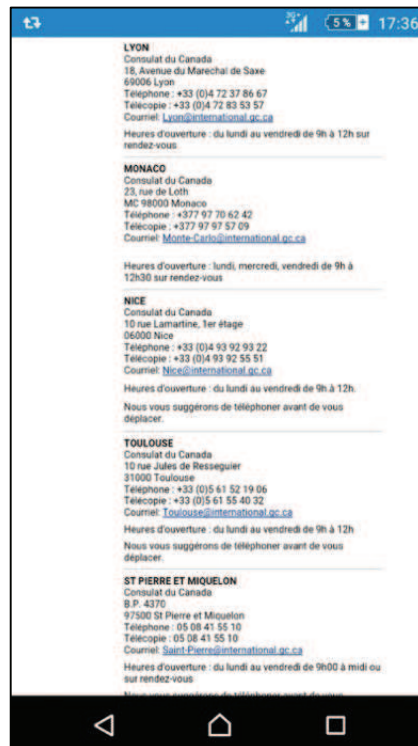 3G 5 % 17:36
LYON
Consulat du Canada
18, Avenue du Marechal de Saxe
69006 Lyon
Téléphone : +33 (0)4 72 37 86 67
Télécopie : +33 (0)4 72 83 53 57
Courriel: Lyon@international.gc.ca
Heures d'ouverture : du lundi au vendredi de 9h à 12h sur
rendez-vous
MONACO
Consulat du Canada
23, rue de Loth
MC 98000 Monaco
Téléphone : +377 97 70 62 42
Télécopie : +377 97 97 57 09
Courriel: Monte-Carlo@international.gc.ca
Heures d'ouverture : lundi, mercredi, vendredi de 9h à
12h30 sur rendez-vous
NICE
Consulat du Canada
10 rue Lamartine, 1er étage
06000 Nice
Téléphone : +33 (0)4 93 92 93 22
Télécopie : +33 (0)4 93 92 55 51
Courriel: Nice@international.gc.ca
Heures d'ouverture : du lundi au vendredi de 9h à 12h.
Nous vous suggérons de téléphoner avant de vous
déplacer.
TOULOUSE
Consulat du Canada
10 rue Jules de Resseguier
31000 Toulouse
Téléphone : +33 (0)5 61 52 19 06
Télécopie : +33 (0)5 61 55 40 32
Courriel: Toulouse@international.gc.ca
Heures d'ouverture : du lundi au vendredi de 9h à 12h
Nous vous suggérons de téléphoner avant de vous
déplacer.
ST PIERRE ET MIQUELON
Consulat du Canada
B.P. 4370
97500 St Pierre et Miquelon
Téléphone : 05 08 41 55 10
Télécopie : 05 08 41 55 10
Courriel: Saint-Pierre@international.gc.ca
Heures d'ouverture : du lundi au vendredi de 9h00 à midi ou
sur rendez-vous
Nous vous suggérons de téléphoner avant de vous